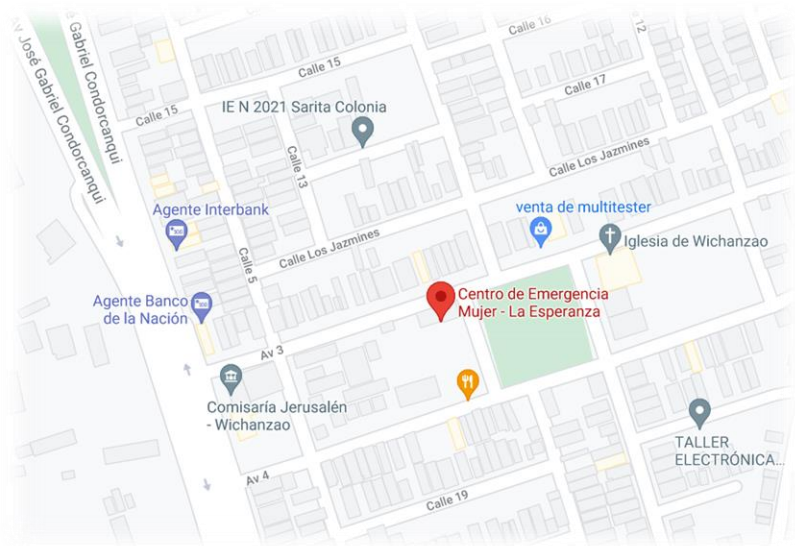 Av José Gabriel Condorcanqui
Gabriel Condorcanqui
Calle 16
12
Calle 15
Calle 17
Calle 15
IE N 2021 Sarita Colonia
Calle 13
Calle Los Jazmines
Agente Interbank
venta de multitester
Iglesia de Wichanzao
Calle 5
Calle Los Jazmines
Centro de Emergencia
Mujer - La Esperanza
Agente Banco
de la Nación
Av 3
Comisaría Jerusalén
- Wichanzao
TALLER
ELECTRÓNICA...
Av 4
Calle 19